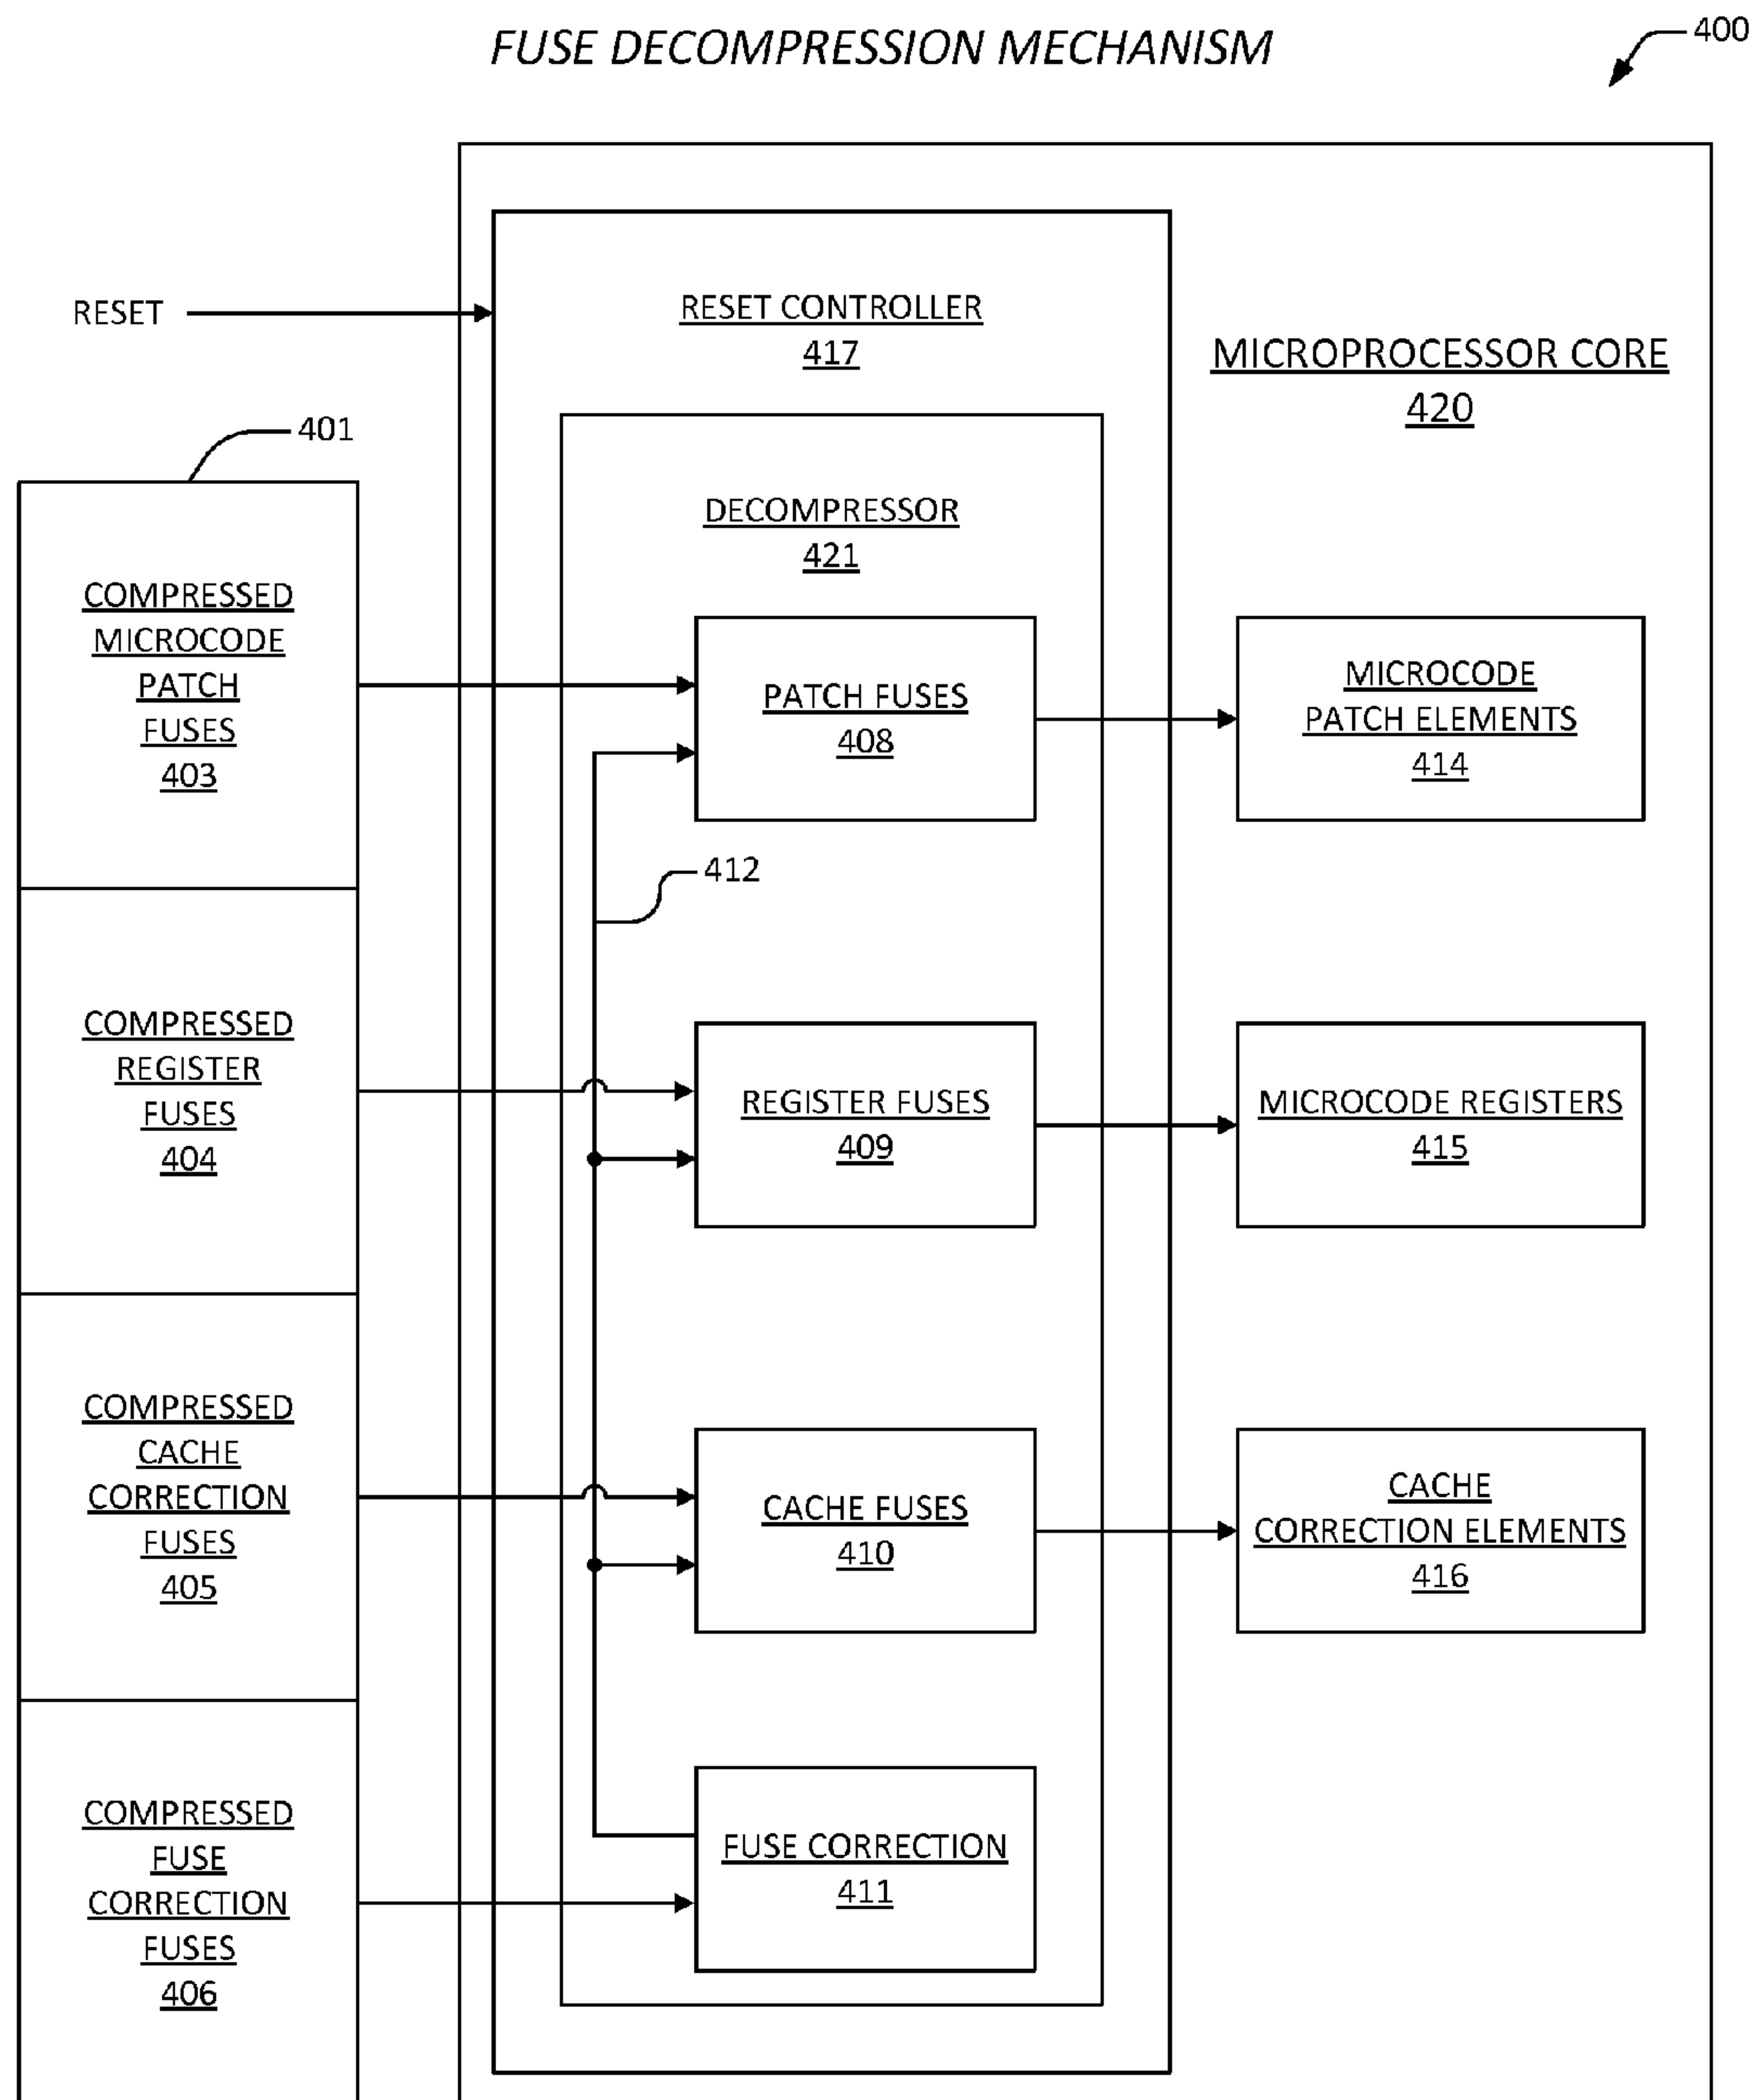 FUSE DECOMPRESSION MECHANISM
400
RESET
RESET CONTROLLER
417
MICROPROCESSOR CORE
420
401
DECOMPRESSOR
421
COMPRESSED
MICROCODE
PATCH
FUSES
403
PATCH FUSES
408
MICROCODE
PATCH ELEMENTS
414
412
COMPRESSED
REGISTER
FUSES
404
REGISTER FUSES
409
MICROCODE REGISTERS
415
COMPRESSED
CACHE
CORRECTION
FUSES
405
CACHE FUSES
410
CACHE
CORRECTION ELEMENTS
416
COMPRESSED
FUSE
CORRECTION
FUSES
406
FUSE CORRECTION
411